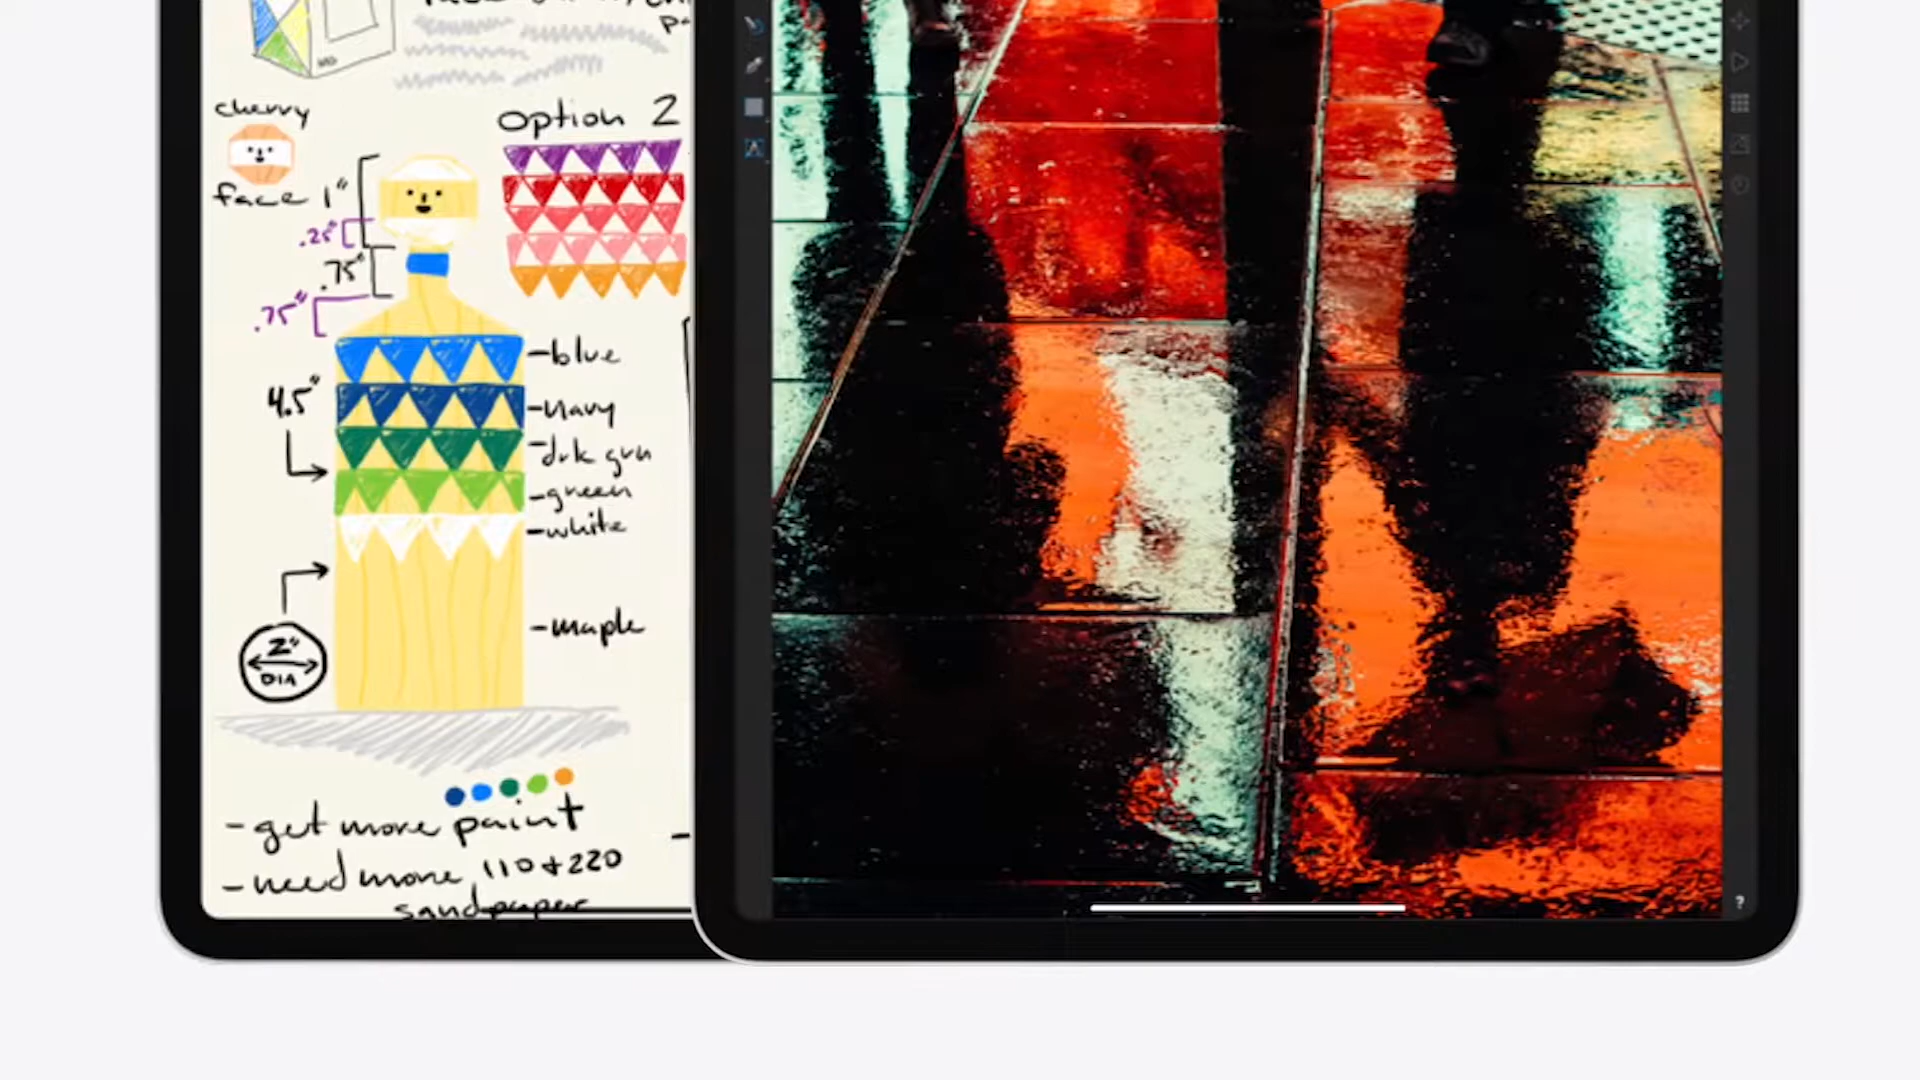 cherry
face
Option 2
1"
.25"
.75"
.75"
4.5"
-blue
-navy
-drk grn
-green
-white
-maple
2"
DIA
- get more paint
- need more 110 + 220
sandpaper
?